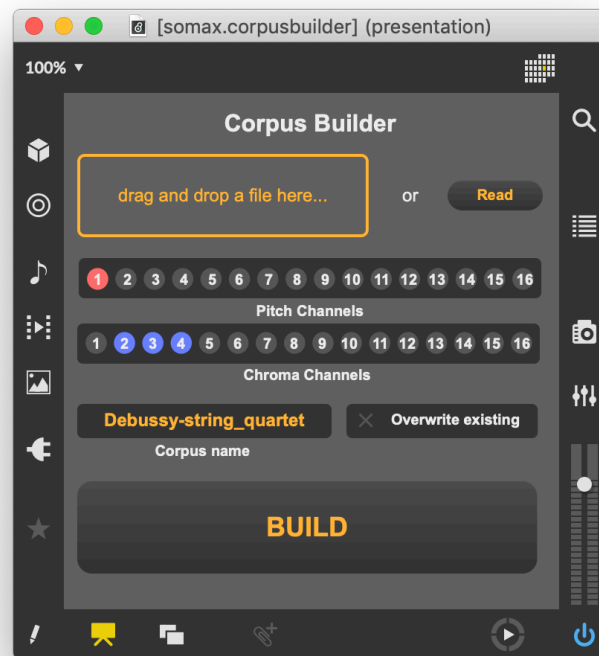 [somax.corpusbuilder] (presentation)
100%
Corpus Builder
drag and drop a file here... or Read
1 2 3 4 5 6 7 8 9 10 11 12 13 14 15 16
Pitch Channels
1 2 3 4 5 6 7 8 9 10 11 12 13 14 15 16
Chroma Channels
Debussy-string_quartet Overwrite existing
Corpus name
BUILD